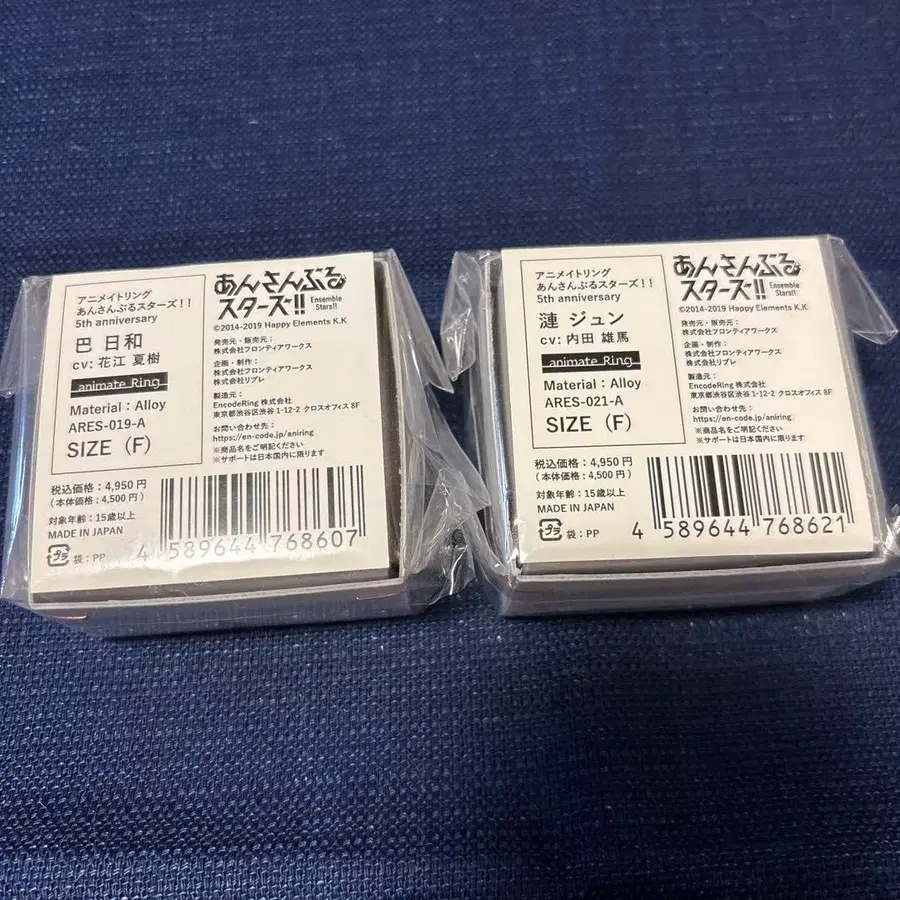 アニメイトリング
あんさんぶるスターズ！！
5th anniversary
巴 日和
cv: 花江 夏樹
animate Ring
Material：Alloy
ARES-019-A
SIZE（F）
あんさんぶる
スターズ!!
Ensemble
Stars!!
©2014-2019 Happy Elements K.K
発売元・販売元：
株式会社フロンティアワークス
企画・制作：
株式会社フロンティアワークス
株式会社リブレ
製造元：
EncodeRing 株式会社
東京都渋谷区渋谷 1-12-2 クロスオフィス 8F
お問い合わせ先：
https://en-code.jp/aniring
※商品名をご明記ください
※サポートは日本国内に限ります
税込価格：4,950 円
（本体価格：4,500 円）
対象年齢：15歳以上
MADE IN JAPAN
プラ 袋：PP
4 589644 768607
アニメイトリング
あんさんぶるスターズ！！
5th anniversary
漣 ジュン
cv: 内田 雄馬
animate Ring
Material：Alloy
ARES-021-A
SIZE（F）
あんさんぶる
スターズ!!
Ensemble
Stars!!
©2014-2019 Happy Elements K.K
発売元・販売元：
株式会社フロンティアワークス
企画・制作：
株式会社フロンティアワークス
株式会社リブレ
製造元：
EncodeRing 株式会社
東京都渋谷区渋谷 1-12-2 クロスオフィス 8F
お問い合わせ先：
https://en-code.jp/aniring
※商品名をご明記ください
※サポートは日本国内に限ります
税込価格：4,950 円
（本体価格：4,500 円）
対象年齢：15歳以上
MADE IN JAPAN
プラ 袋：PP
4 589644 768621